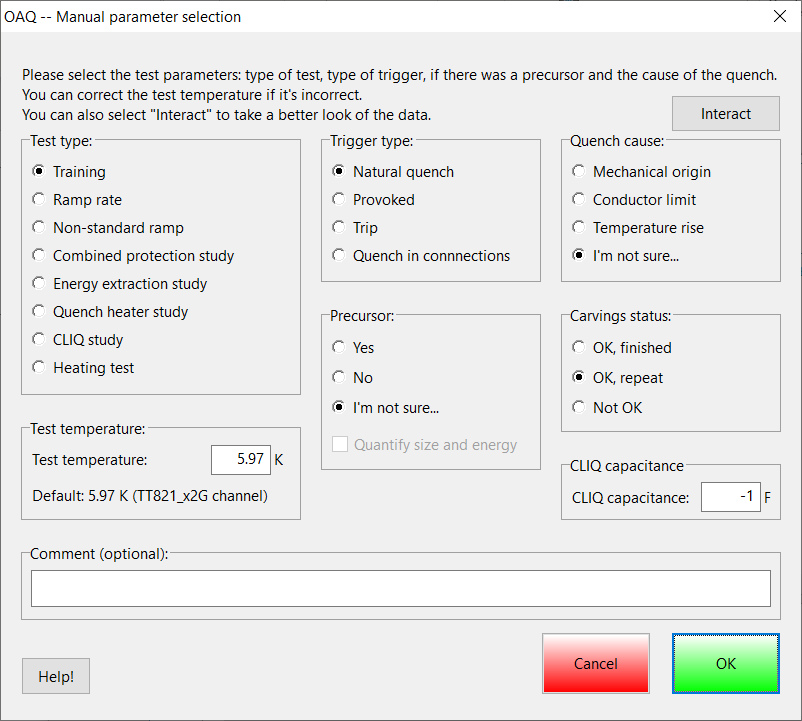 OAQ -- Manual parameter selection
Please select the test parameters: type of test, type of trigger, if there was a precursor and the cause of the quench.
You can correct the test temperature if it's incorrect.
You can also select "Interact" to take a better look of the data.
Interact
Test type:
Training
Ramp rate
Non-standard ramp
Combined protection study
Energy extraction study
Quench heater study
CLIQ study
Heating test
Trigger type:
Natural quench
Provoked
Trip
Quench in connnections
Quench cause:
Mechanical origin
Conductor limit
Temperature rise
I'm not sure...
Precursor:
Yes
No
I'm not sure...
Quantify size and energy
Carvings status:
OK, finished
OK, repeat
Not OK
Test temperature:
Test temperature: 5.97 K
Default: 5.97 K (TT821_x2G channel)
CLIQ capacitance
CLIQ capacitance: -1 F
Comment (optional):
Help!
Cancel
OK